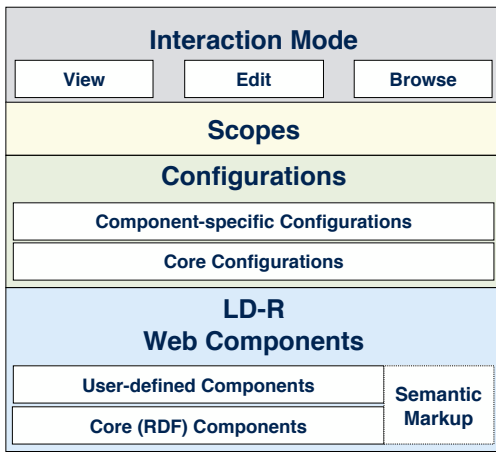 Interaction Mode
View Edit Browse
Scopes
Configurations
Component-specific Configurations
Core Configurations
LD-R
Web Components
User-defined Components
Core (RDF) Components
Semantic
Markup